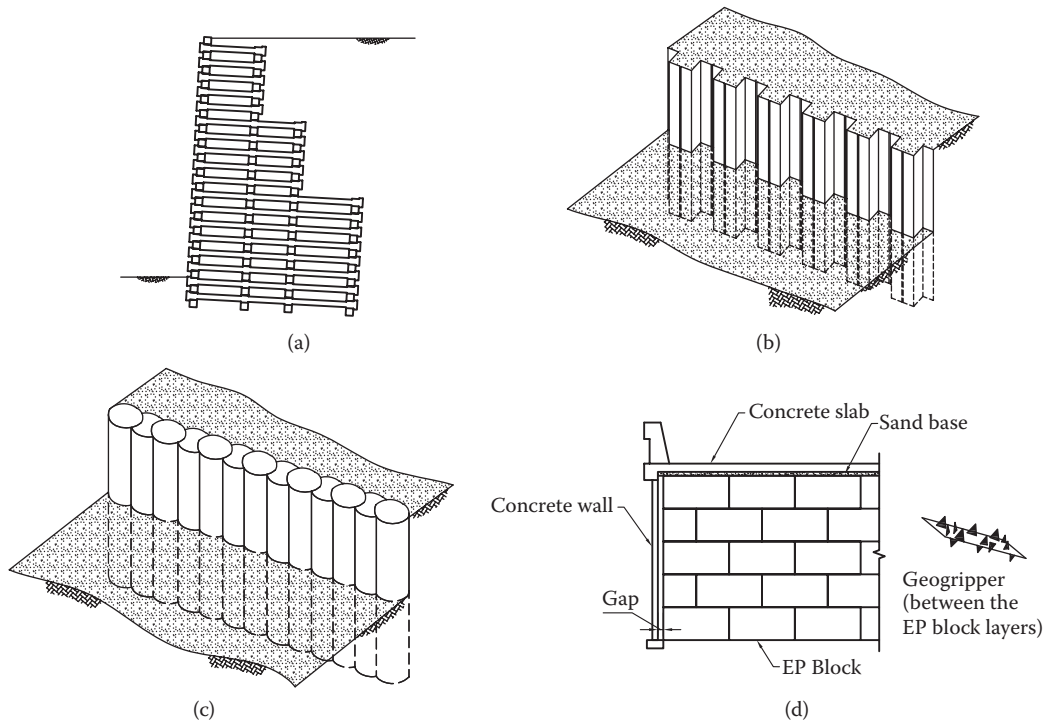 (a)
(b)
Concrete slab
Sand base
Concrete wall
Gap
Geogripper
(between the
EP block layers)
EP Block
(c)
(d)